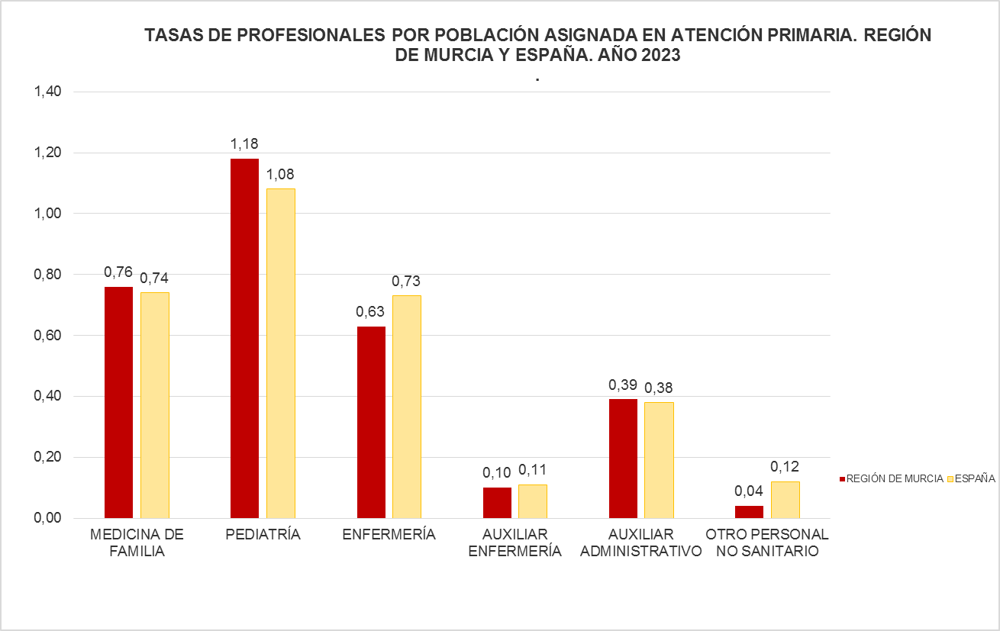 TASAS DE PROFESIONALES POR POBLACIÓN ASIGNADA EN ATENCIÓN PRIMARIA. REGIÓN
DE MURCIA Y ESPAÑA. AÑO 2023
.
1,40
1,20
1,00
0,80
0,60
0,40
0,20
0,00
0,76
0,74
1,18
1,08
0,63
0,73
0,10
0,11
0,39
0,38
0,04
0,12
MEDICINA DE
FAMILIA
PEDIATRÍA
ENFERMERÍA
AUXILIAR
ENFERMERÍA
AUXILIAR
ADMINISTRATIVO
OTRO PERSONAL
NO SANITARIO
REGIÓN DE MURCIA
ESPAÑA